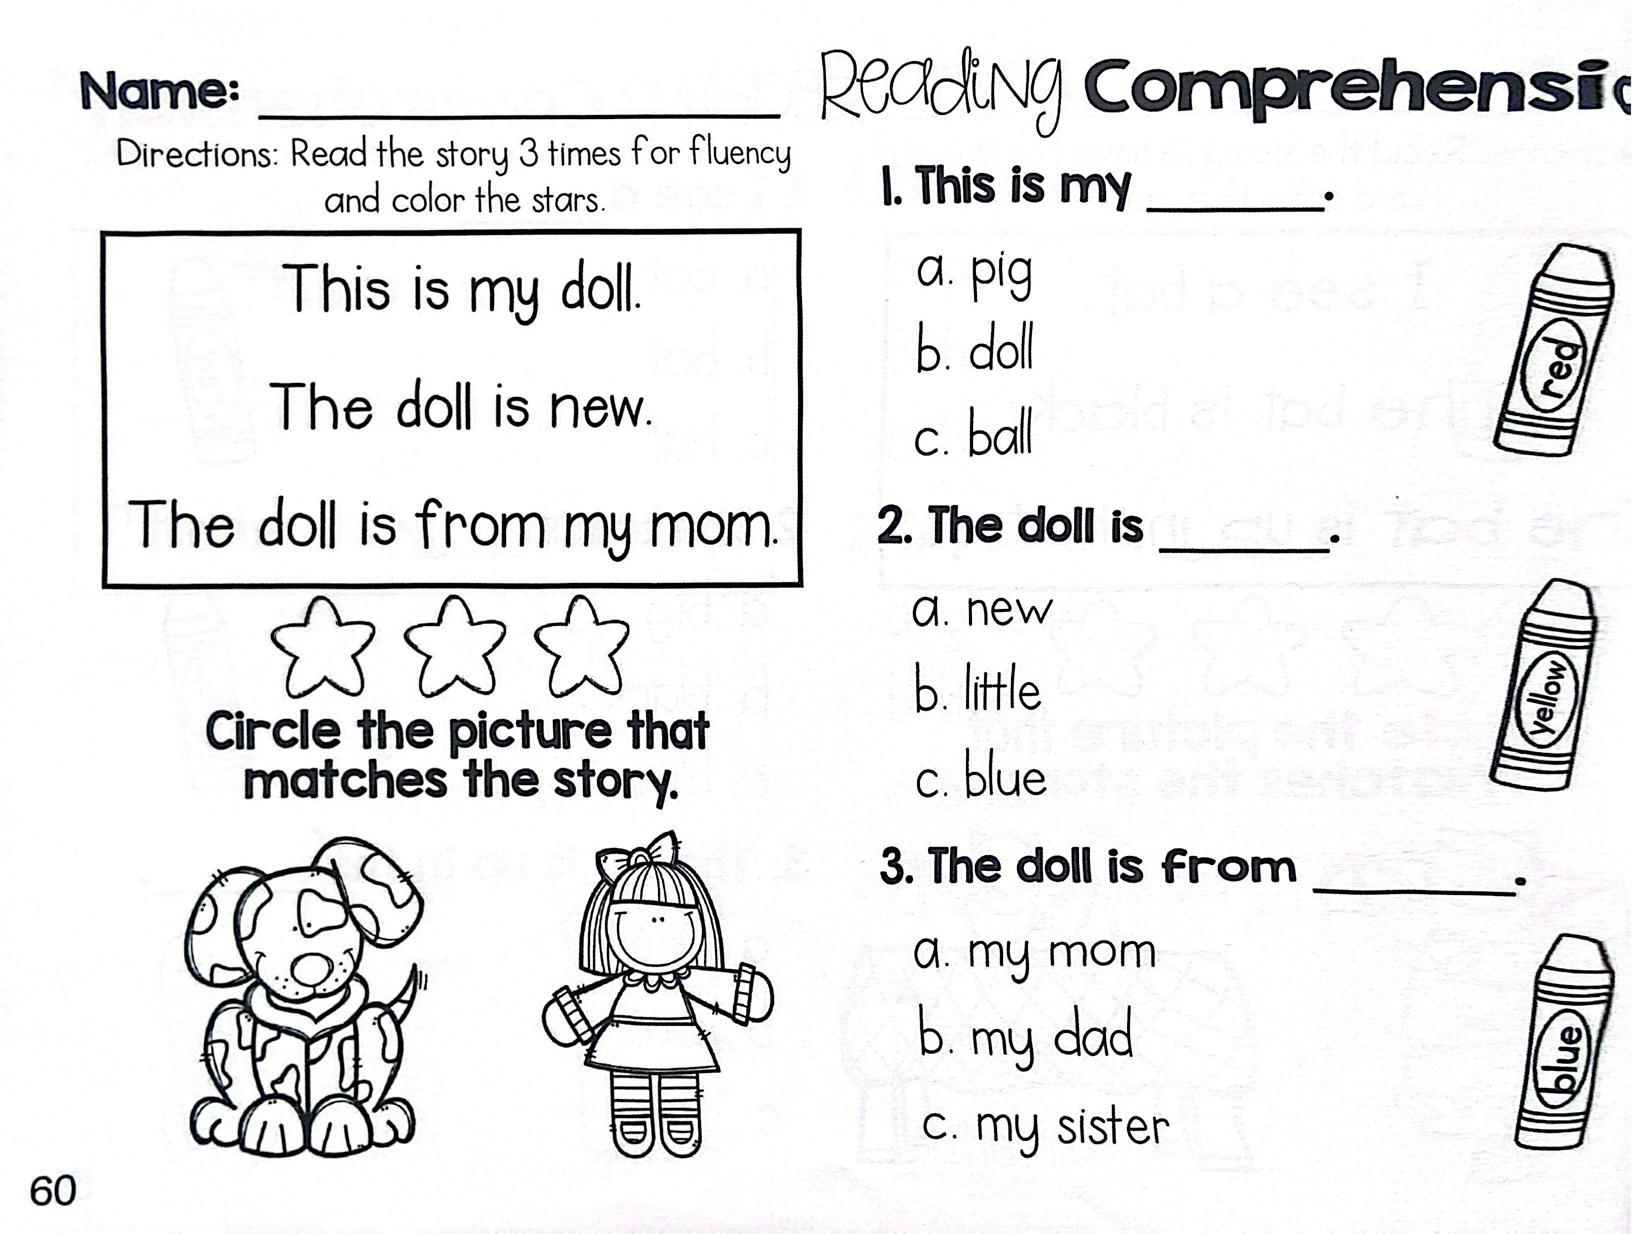 Name:
Directions: Read the story 3 times for fluency
and color the stars.
This is my doll.
The doll is new.
The doll is from my mom.
Circle the picture that
matches the story.
60
Reading Comprehensio
1. This is my ______.
a. pig
b. doll
c. ball
red
2. The doll is ______.
a. new
b. little
c. blue
yellow
3. The doll is from ______.
a. my mom
b. my dad
c. my sister
blue